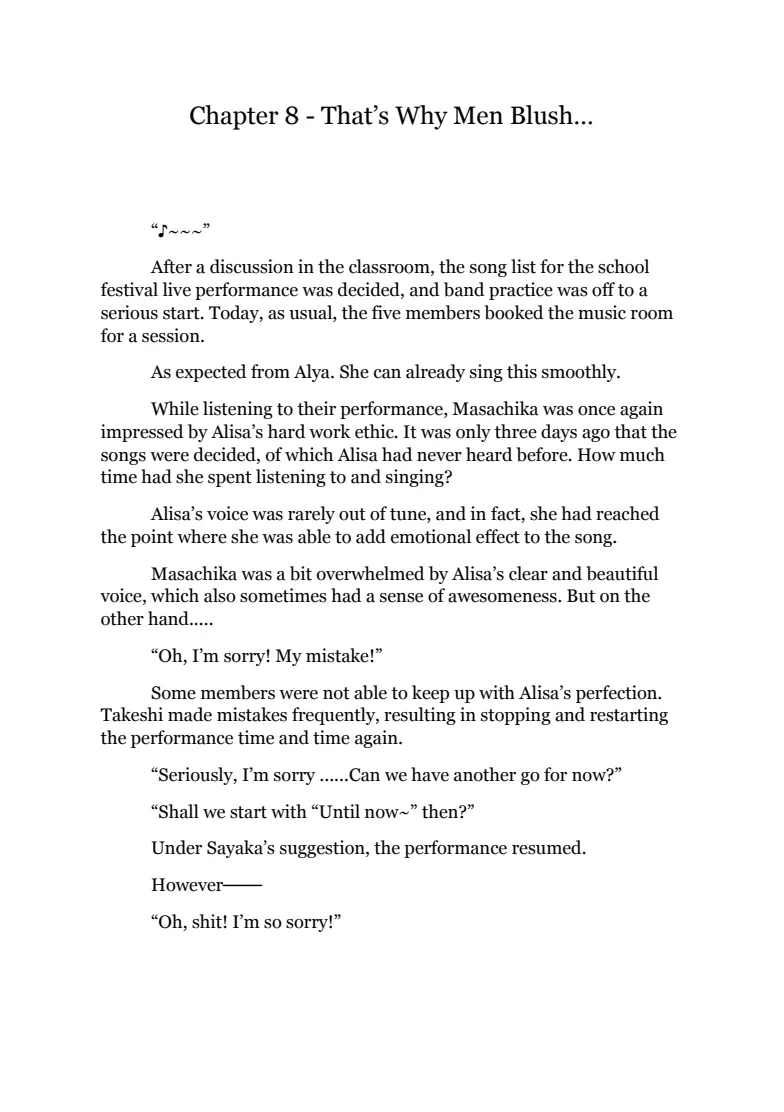 Chapter 8 - That’s Why Men Blush...
“♪~~~”
After a discussion in the classroom, the song list for the school
festival live performance was decided, and band practice was off to a
serious start. Today, as usual, the five members booked the music room
for a session.
As expected from Alya. She can already sing this smoothly.
While listening to their performance, Masachika was once again
impressed by Alisa’s hard work ethic. It was only three days ago that the
songs were decided, of which Alisa had never heard before. How much
time had she spent listening to and singing?
Alisa’s voice was rarely out of tune, and in fact, she had reached
the point where she was able to add emotional effect to the song.
Masachika was a bit overwhelmed by Alisa’s clear and beautiful
voice, which also sometimes had a sense of awesomeness. But on the
other hand.....
“Oh, I’m sorry! My mistake!”
Some members were not able to keep up with Alisa’s perfection.
Takeshi made mistakes frequently, resulting in stopping and restarting
the performance time and time again.
“Seriously, I’m sorry ......Can we have another go for now?”
“Shall we start with “Until now~” then?”
Under Sayaka’s suggestion, the performance resumed.
However――
“Oh, shit! I’m so sorry!”